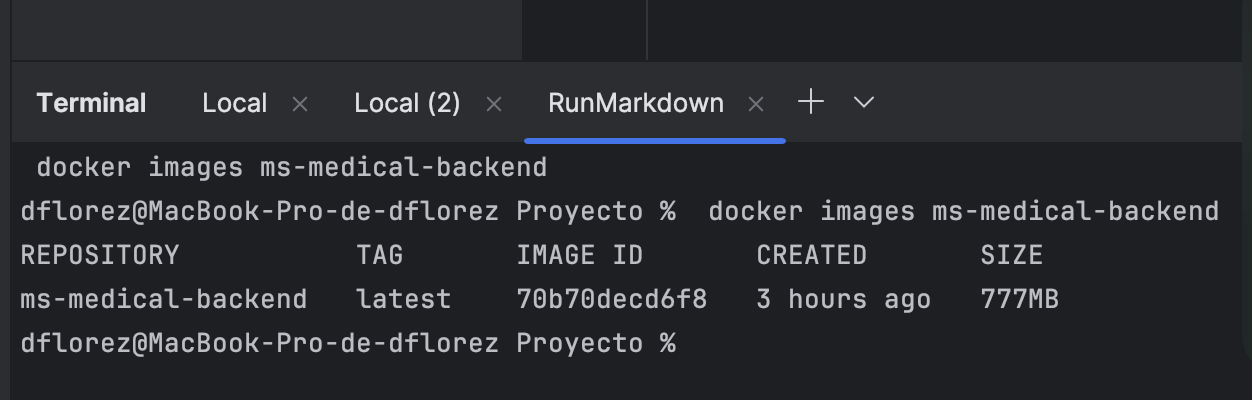 Terminal Local × Local (2) × RunMarkdown × +
docker images ms-medical-backend
dflorez@MacBook-Pro-de-dflorez Proyecto %  docker images ms-medical-backend
REPOSITORY TAG IMAGE ID CREATED SIZE
ms-medical-backend latest 70b70decd6f8 3 hours ago 777MB
dflorez@MacBook-Pro-de-dflorez Proyecto %